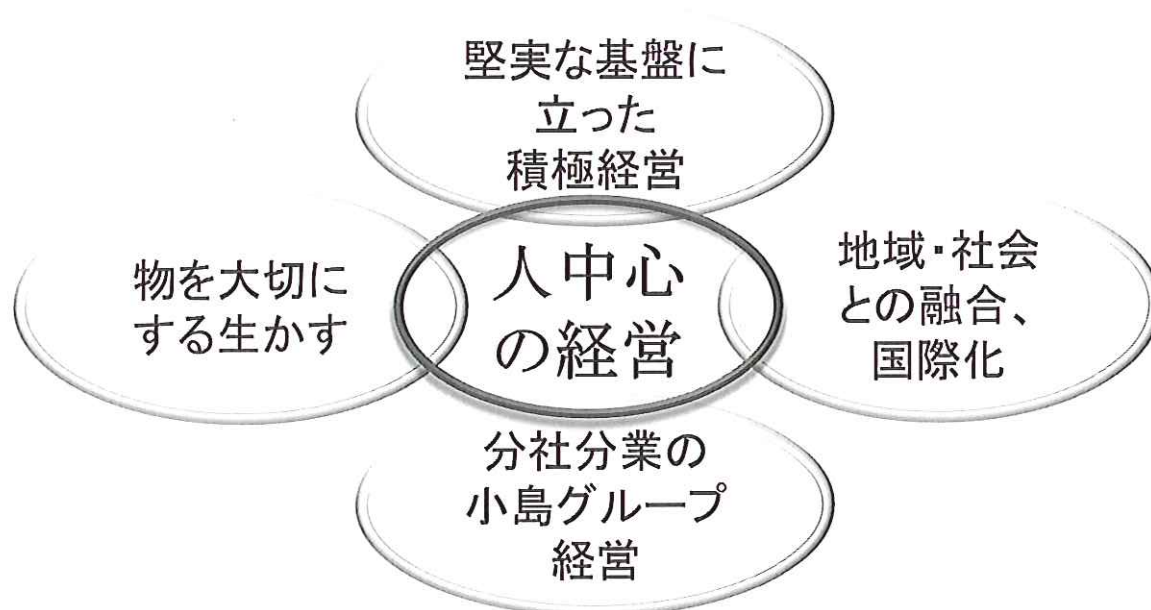 堅実な基盤に
立った
積極経営
物を大切に
する生かす
人中心
の経営
地域・社会
との融合、
国際化
分社分業の
小島グループ
経営